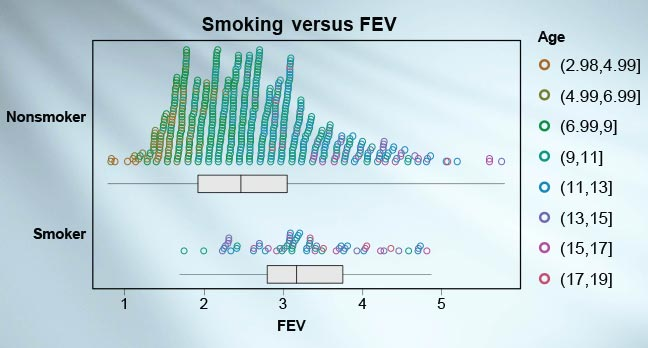 Smoking versus FEV
Age
(2.98,4.99]
(4.99,6.99]
(6.99,9]
(9,11]
(11,13]
(13,15]
(15,17]
(17,19]
Nonsmoker
Smoker
1 2 3 4 5
FEV